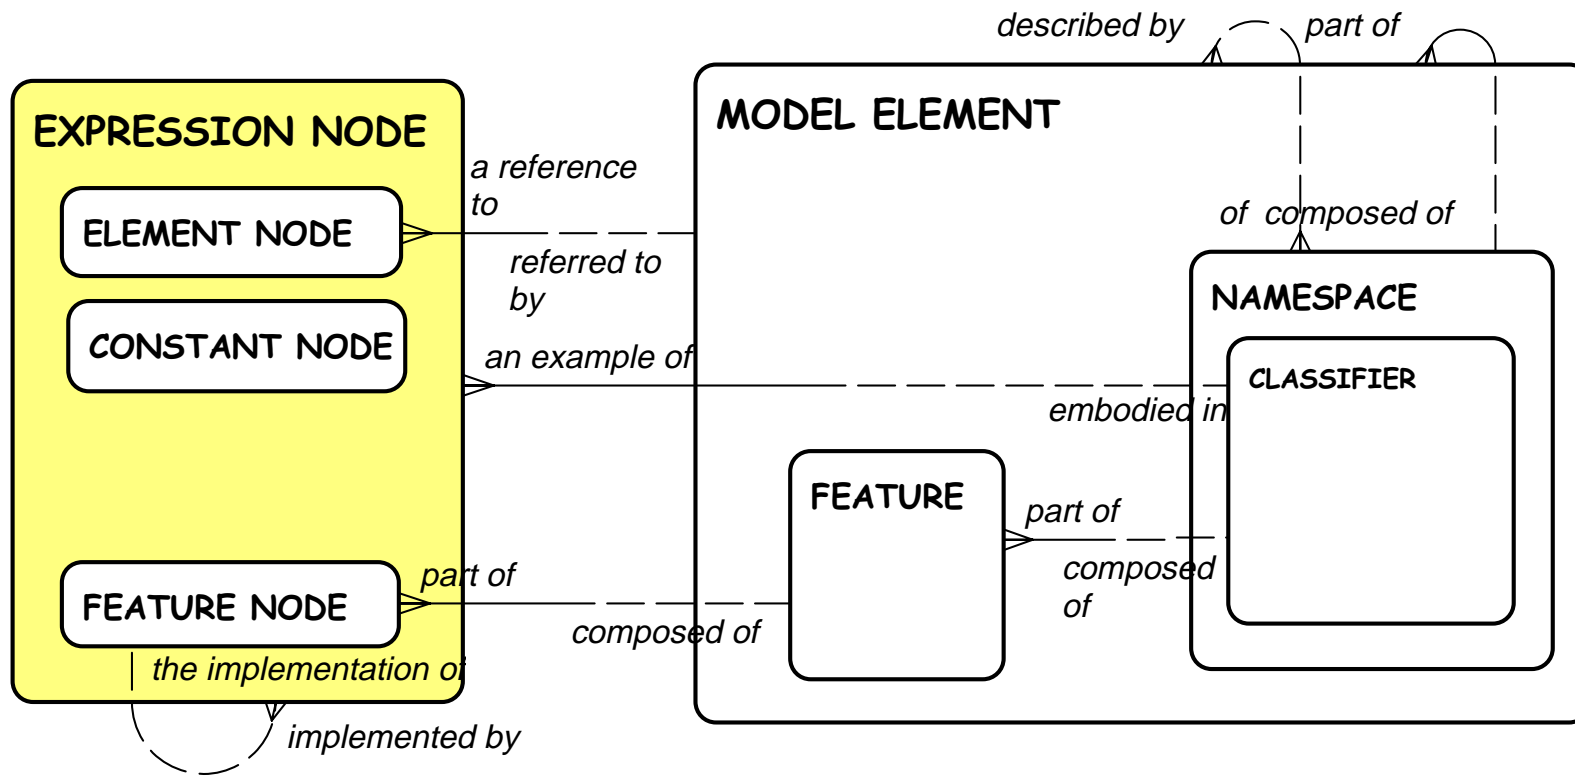 described by
part of
EXPRESSION NODE
MODEL ELEMENT
a reference
to
ELEMENT NODE
of composed of
referred to
by
NAMESPACE
CONSTANT NODE
an example of
CLASSIFIER
embodied in
FEATURE
part of
composed
of
part of
FEATURE NODE
composed of
the implementation of
implemented by